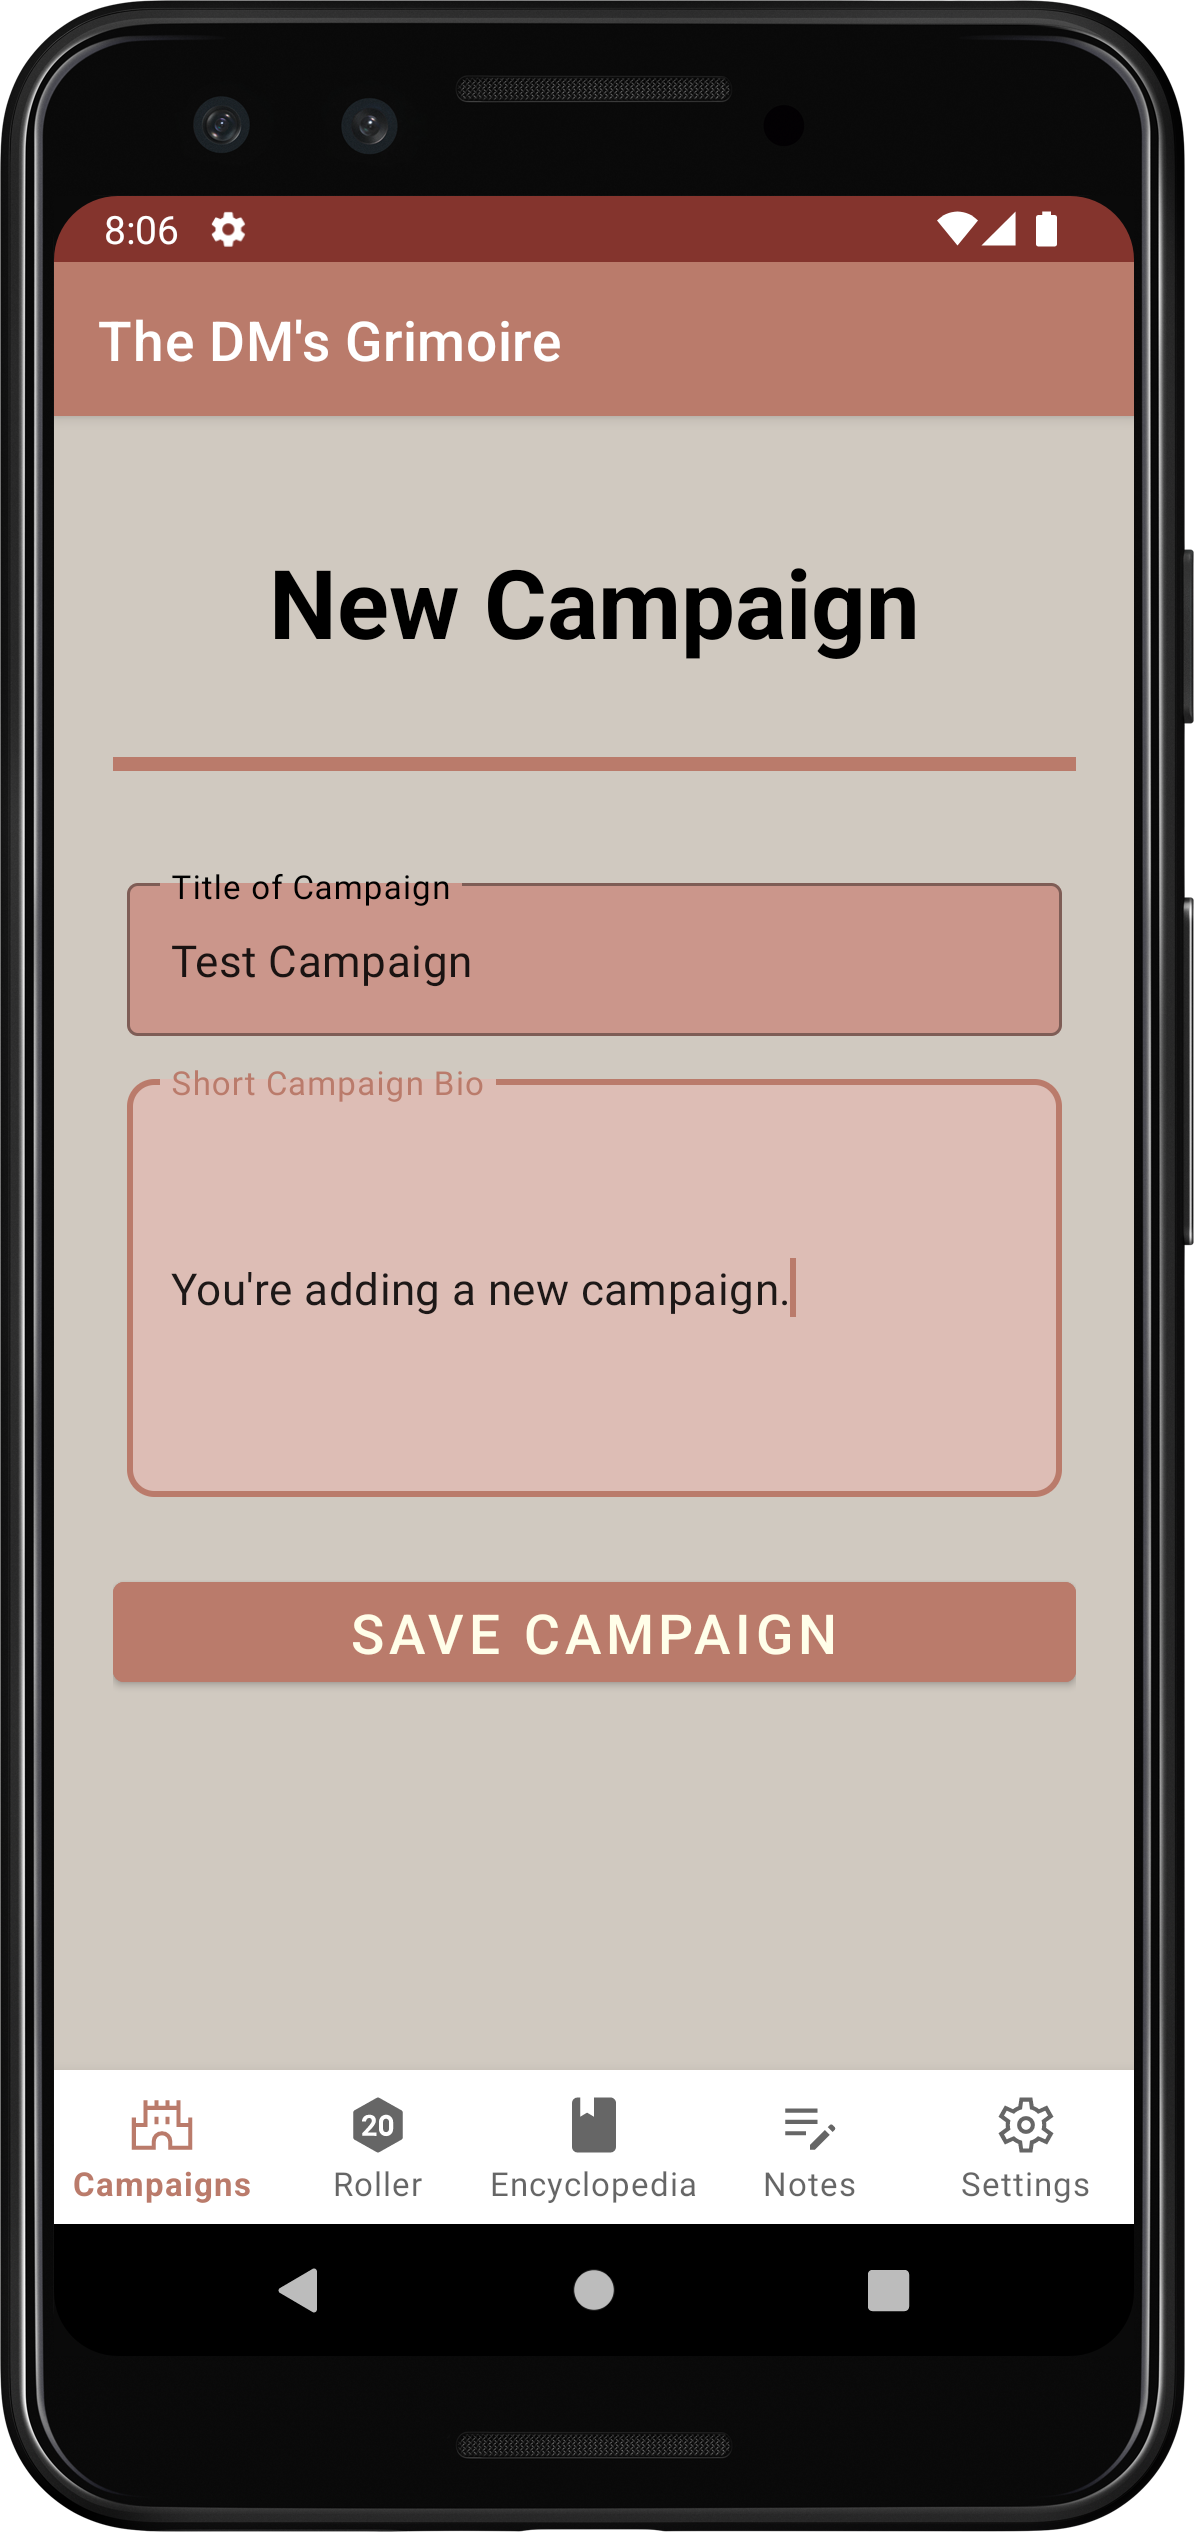 8:06
The DM's Grimoire
New Campaign
Title of Campaign
Test Campaign
Short Campaign Bio
You're adding a new campaign.
SAVE CAMPAIGN
20
Campaigns Roller Encyclopedia Notes Settings